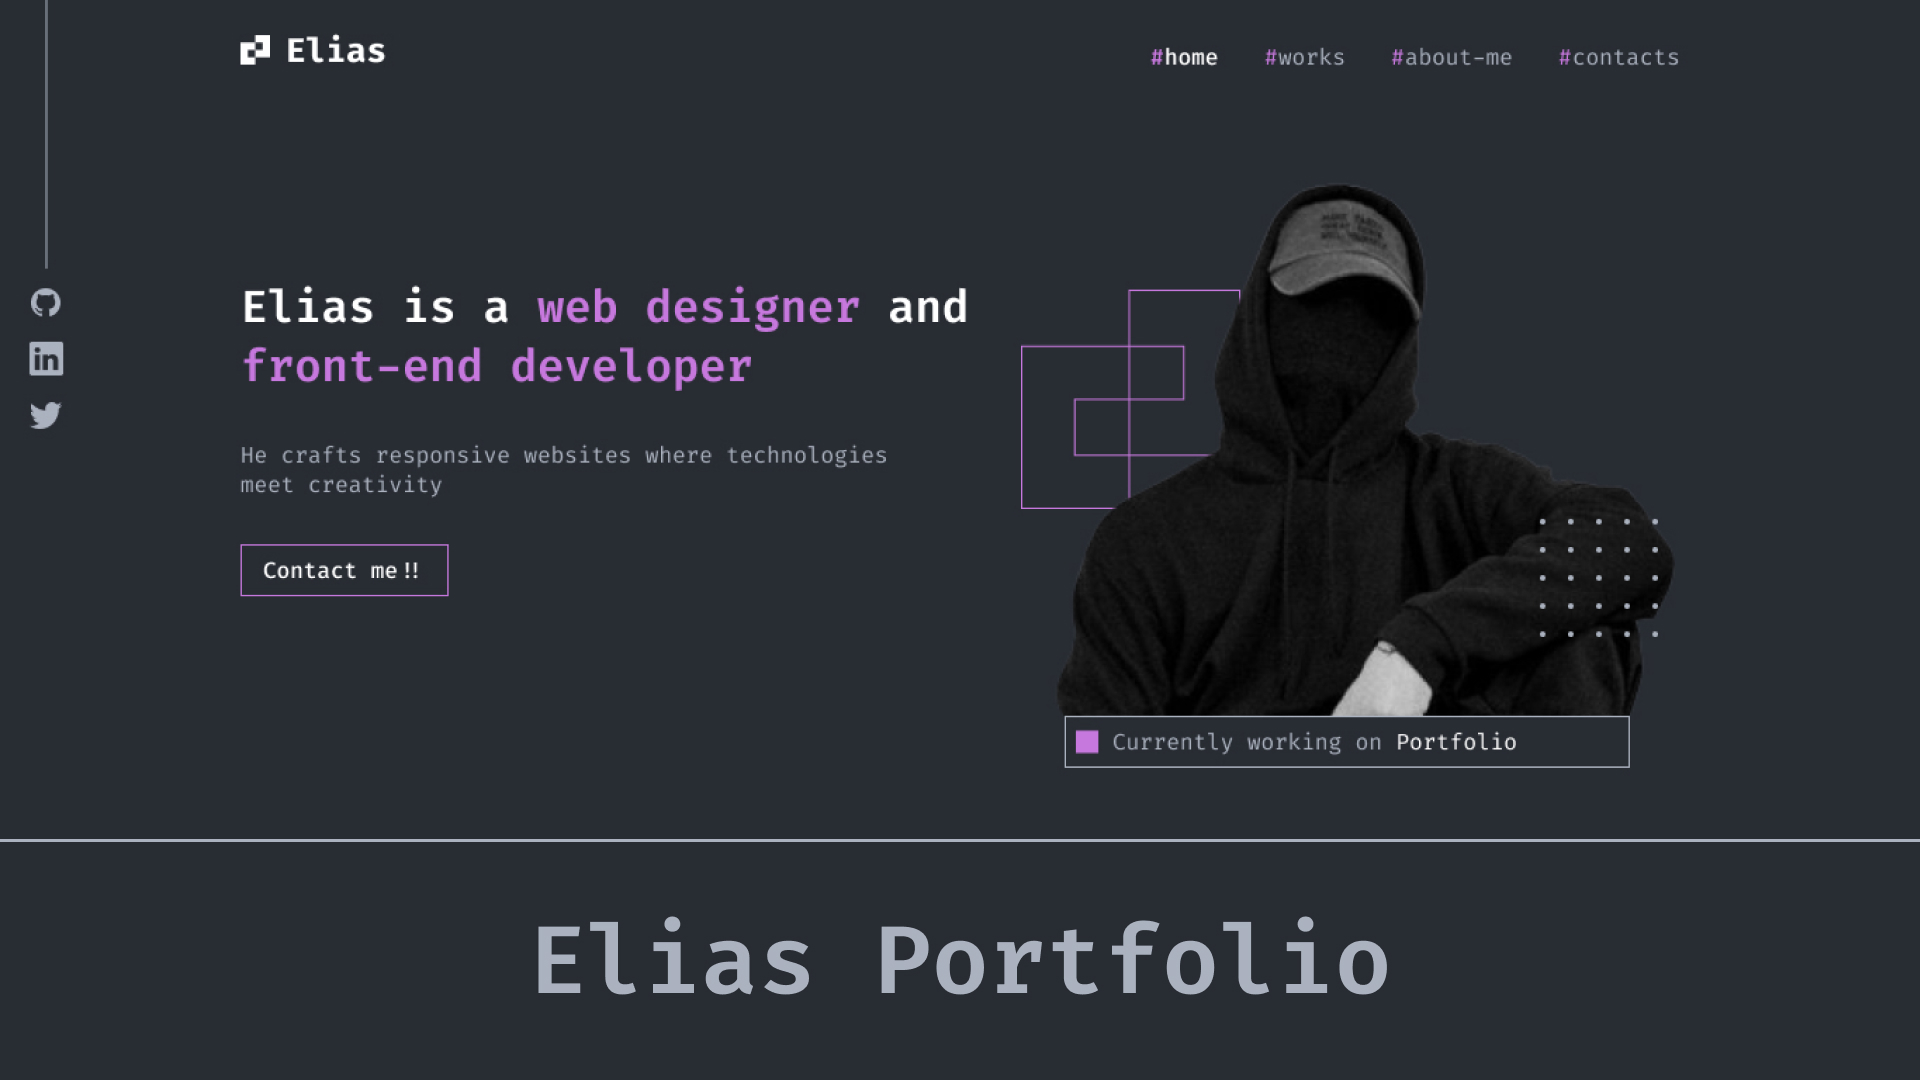 Elias
#home #works #about-me #contacts
Elias is a web designer and
front-end developer
He crafts responsive websites where technologies
meet creativity
Contact me!!
Currently working on Portfolio
Elias Portfolio